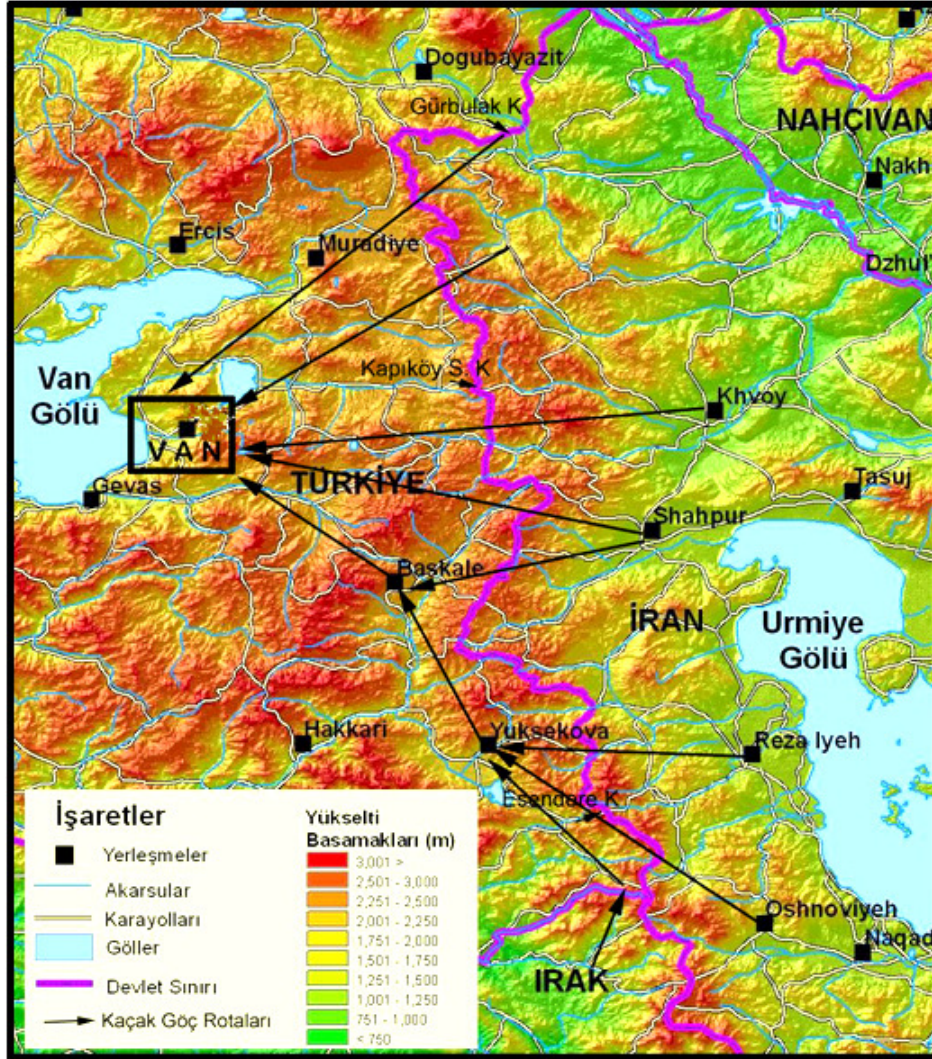 Dogubayazit
Gürbulak K
NAHCIVAN
Nakh
Ercis
Muradiye
Dzhul'
Van
Gölü
Kapıköy S. K
Khvoy
VAN
TÜRKİYE
Gevas
Tasuj
Shahpur
Baskale
İRAN
Urmiye
Gölü
Hakkari
Yuksekova
Reza Iyeh
Esendere K
Oshnoviyeh
Naqad
IRAK
İşaretler
Yerleşmeler
Akarsular
Karayolları
Göller
Devlet Sınırı
Kaçak Göç Rotaları
Yükselti
Basamakları (m)
3,001 >
2,501 - 3,000
2,251 - 2,500
2,001 - 2,250
1,751 - 2,000
1,501 - 1,750
1,251 - 1,500
1,001 - 1,250
751 - 1,000
< 750